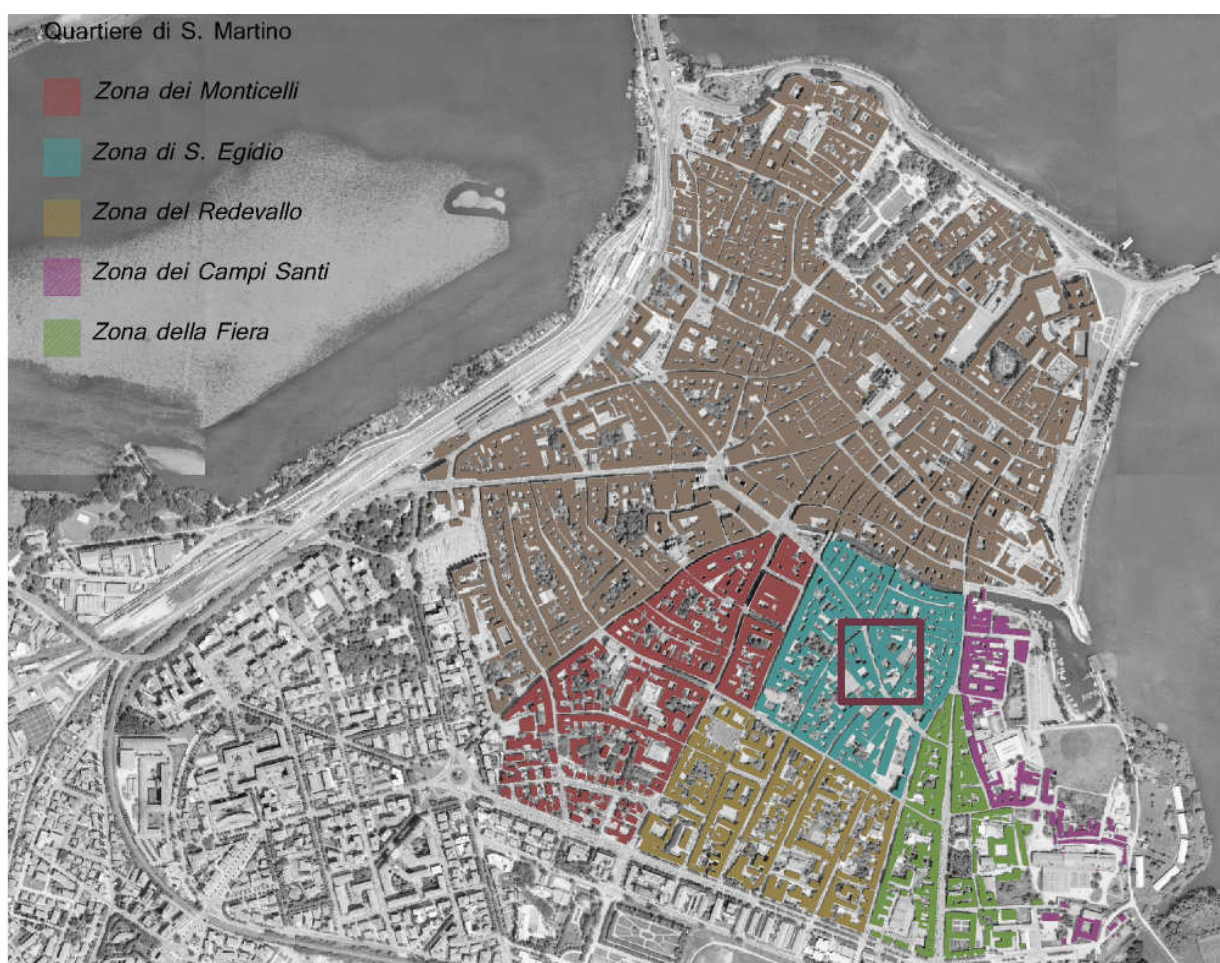 Quartiere di S. Martino
Zona dei Monticelli
Zona di S. Egidio
Zona del Redevallo
Zona dei Campi Santi
Zona della Fiera